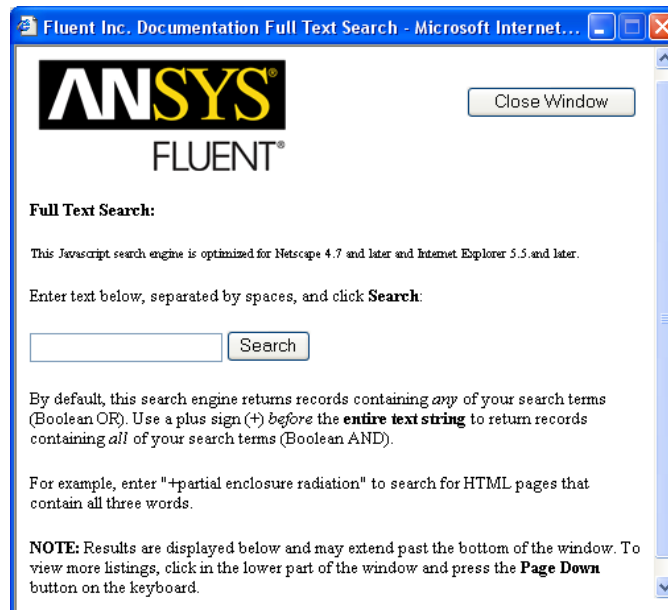 Fluent Inc. Documentation Full Text Search - Microsoft Internet...
ANSYS®
Close Window
FLUENT®
Full Text Search:
This Javascript search engine is optimized for Netscape 4.7 and later and Internet Explorer 5.5.and later.
Enter text below, separated by spaces, and click Search:
Search
By default, this search engine returns records containing any of your search terms
(Boolean OR). Use a plus sign (+) before the entire text string to return records
containing all of your search terms (Boolean AND).
For example, enter "+partial enclosure radiation" to search for HTML pages that
contain all three words.
NOTE: Results are displayed below and may extend past the bottom of the window. To
view more listings, click in the lower part of the window and press the Page Down
button on the keyboard.